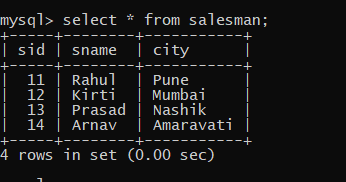 mysql> select * from salesman;
+-----+--------+-----------+
| sid | sname  | city      |
+-----+--------+-----------+
|  11 | Rahul  | Pune      |
|  12 | Kirti  | Mumbai    |
|  13 | Prasad | Nashik    |
|  14 | Arnav  | Amaravati |
+-----+--------+-----------+
4 rows in set (0.00 sec)